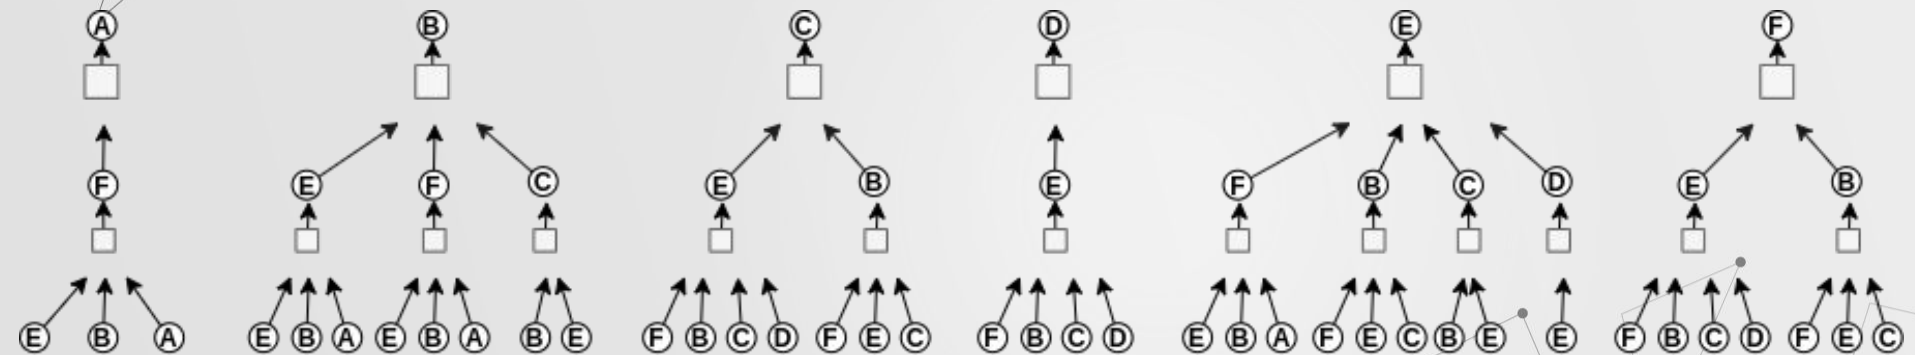 A B C D E F
F E F C E B E F B C D E B
E B A E B A E B A B E F B C D F E C F B C D E B A F E C B E E F B C D F E C